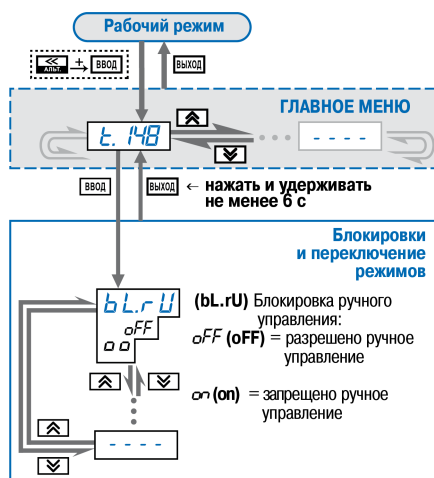 Рабочий режим
<<
АЛЬТ.
+
ВВОД
ВЫХОД
ГЛАВНОЕ МЕНЮ
t. 148
- - - -
ВВОД
ВЫХОД
← нажать и удерживать
не менее 6 с
Блокировки
и переключение
режимов
bL.rU
oFF
on
(bL.rU) Блокировка ручного
управления:
oFF (oFF) = разрешено ручное
управление
on (on) = запрещено ручное
управление
- - - -